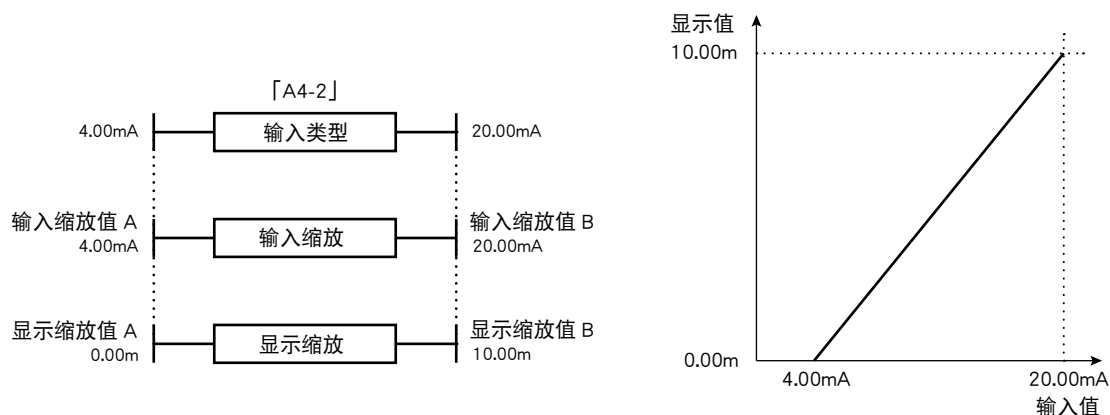 「A4-2」
4.00mA
输入类型
20.00mA
输入缩放值 A
4.00mA
输入缩放
输入缩放值 B
20.00mA
显示缩放值 A
0.00m
显示缩放
显示缩放值 B
10.00m
显示值
10.00m
0.00m
4.00mA
20.00mA
输入值